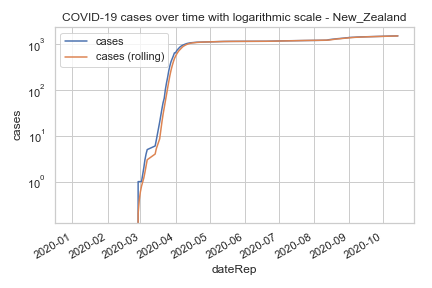 COVID-19 cases over time with logarithmic scale - New_Zealand
cases
cases (rolling)
10³
10²
10¹
10⁰
cases
2020-01
2020-02
2020-03
2020-04
2020-05
2020-06
2020-07
2020-08
2020-09
2020-10
dateRep